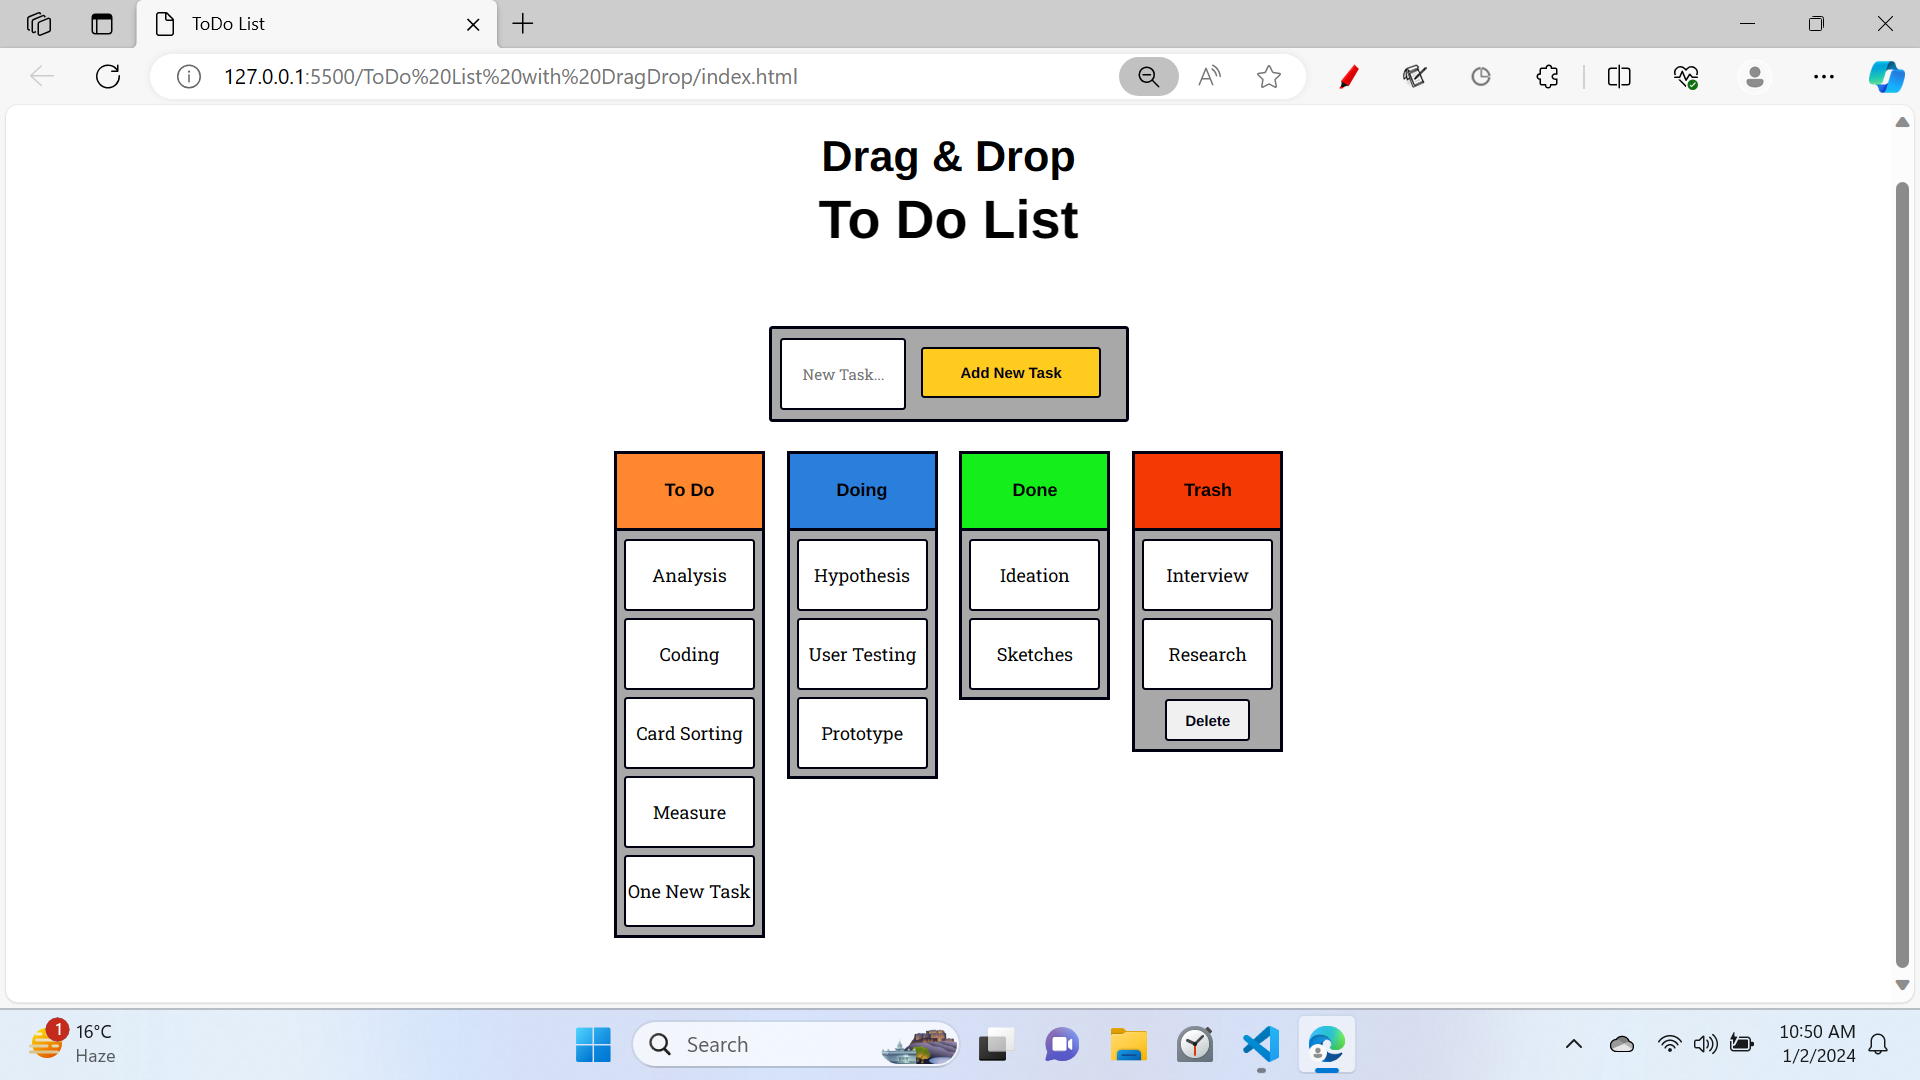 ToDo List
127.0.0.1:5500/ToDo%20List%20with%20DragDrop/index.html
Drag & Drop
To Do List
New Task...
Add New Task
To Do
Doing
Done
Trash
Analysis
Hypothesis
Ideation
Interview
Coding
User Testing
Sketches
Research
Card Sorting
Prototype
Delete
Measure
One New Task
1
16°C
Haze
Search
10:50 AM
1/2/2024